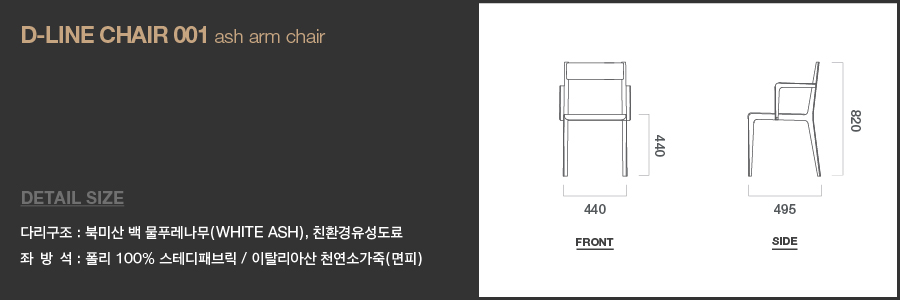 D-LINE CHAIR 001 ash arm chair
DETAIL SIZE
다리구조 : 북미산 백 물푸레나무(WHITE ASH), 친환경유성도료
좌 방 석 : 폴리 100% 스테디패브릭 / 이탈리아산 천연소가죽(면피)
440
440
FRONT
820
495
SIDE